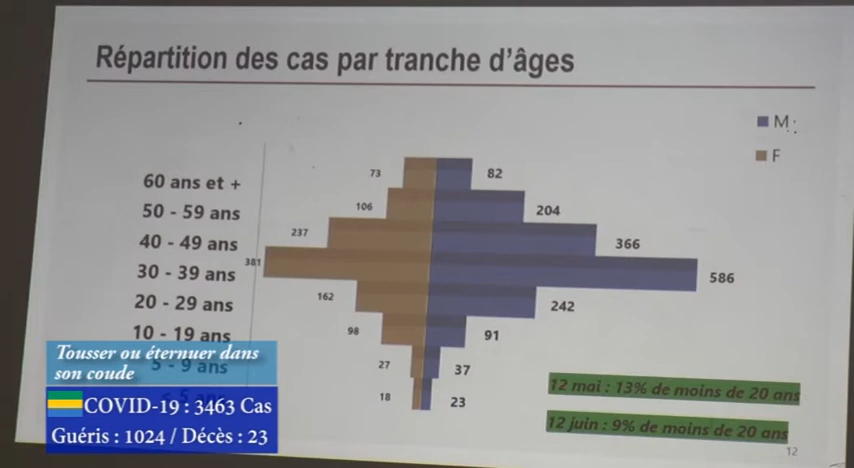 Répartition des cas par tranche d'âges
M
F
60 ans et + 73 82
50 - 59 ans 106 204
40 - 49 ans 237 366
30 - 39 ans 381 586
20 - 29 ans 162 242
10 - 19 ans 98 91
5 - 9 ans 27 37
18 23
12 mai : 13% de moins de 20 ans
12 juin : 9% de moins de 20 ans
12
Tousser ou éternuer dans
son coude
COVID-19 : 3463 Cas
Guéris : 1024 / Décès : 23